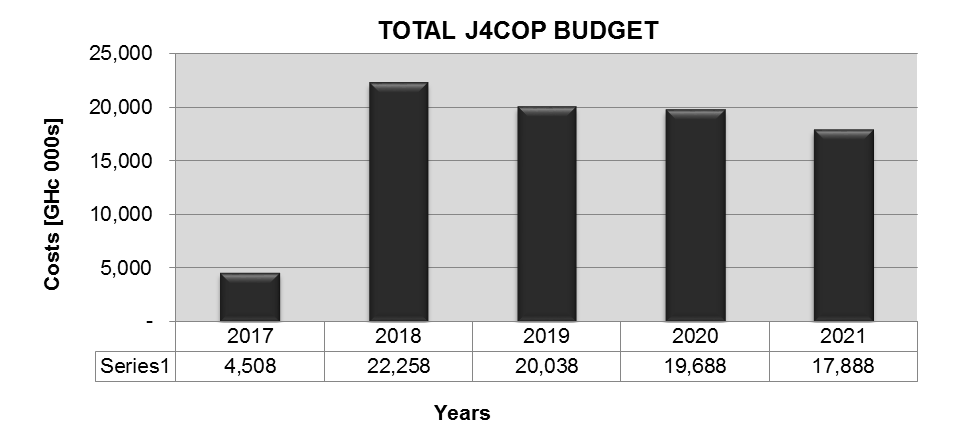 TOTAL J4COP BUDGET
25,000
20,000
15,000
10,000
5,000
-
Costs [GHc 000s]
2017 2018 2019 2020 2021
Series1 4,508 22,258 20,038 19,688 17,888
Years